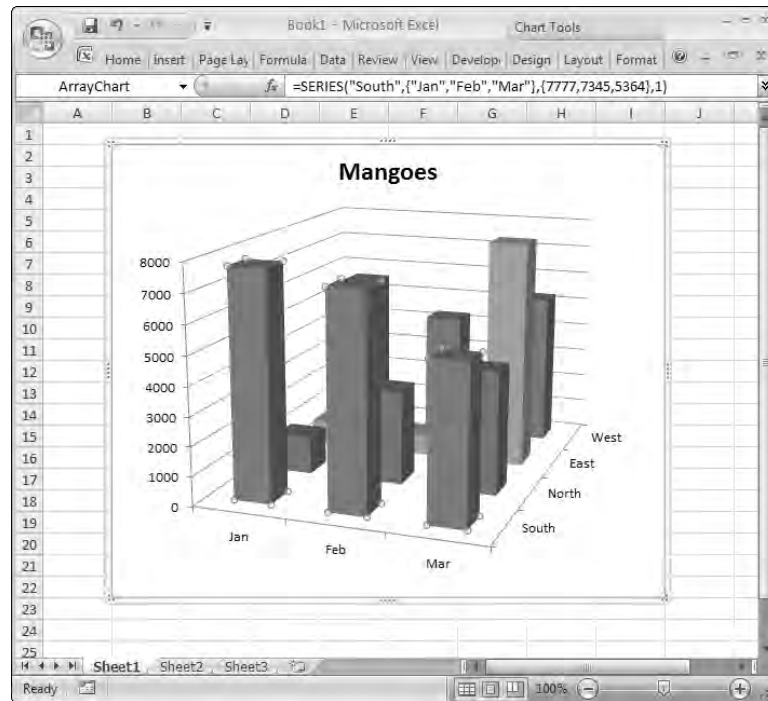 Book1 - Microsoft Excel
Chart Tools
Home Insert Page Lay Formula Data Review View Develop Design Layout Format
ArrayChart
fx =SERIES("South",{"Jan","Feb","Mar"},{7777,7345,5364},1)
A B C D E F G H I J
1
2
3
4
5
6
7
8
9
10
11
12
13
14
15
16
17
18
19
20
21
22
23
24
25
Mangoes
8000
7000
6000
5000
4000
3000
2000
1000
0
Jan
Feb
Mar
South
North
East
West
Sheet1 Sheet2 Sheet3
Ready
100%